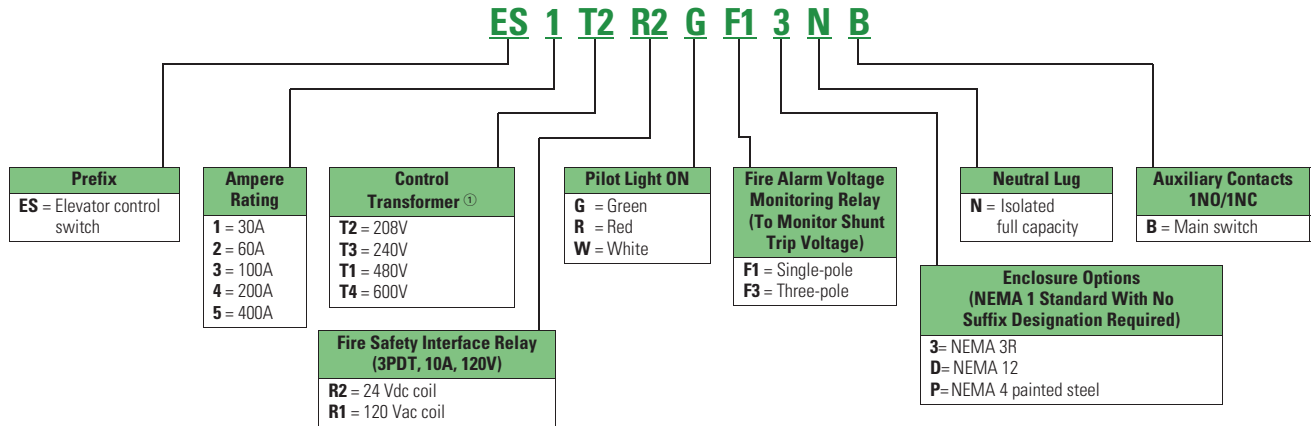 ES 1 T2 R2 G F1 3 N B
Prefix
ES = Elevator control
switch
Ampere
Rating
1 = 30A
2 = 60A
3 = 100A
4 = 200A
5 = 400A
Control
Transformer ①
T2 = 208V
T3 = 240V
T1 = 480V
T4 = 600V
Fire Safety Interface Relay
(3PDT, 10A, 120V)
R2 = 24 Vdc coil
R1 = 120 Vac coil
Pilot Light ON
G = Green
R = Red
W = White
Fire Alarm Voltage
Monitoring Relay
(To Monitor Shunt
Trip Voltage)
F1 = Single-pole
F3 = Three-pole
Enclosure Options
(NEMA 1 Standard With No
Suffix Designation Required)
3= NEMA 3R
D= NEMA 12
P=NEMA 4 painted steel
Neutral Lug
N = Isolated
full capacity
Auxiliary Contacts
1NO/1NC
B = Main switch